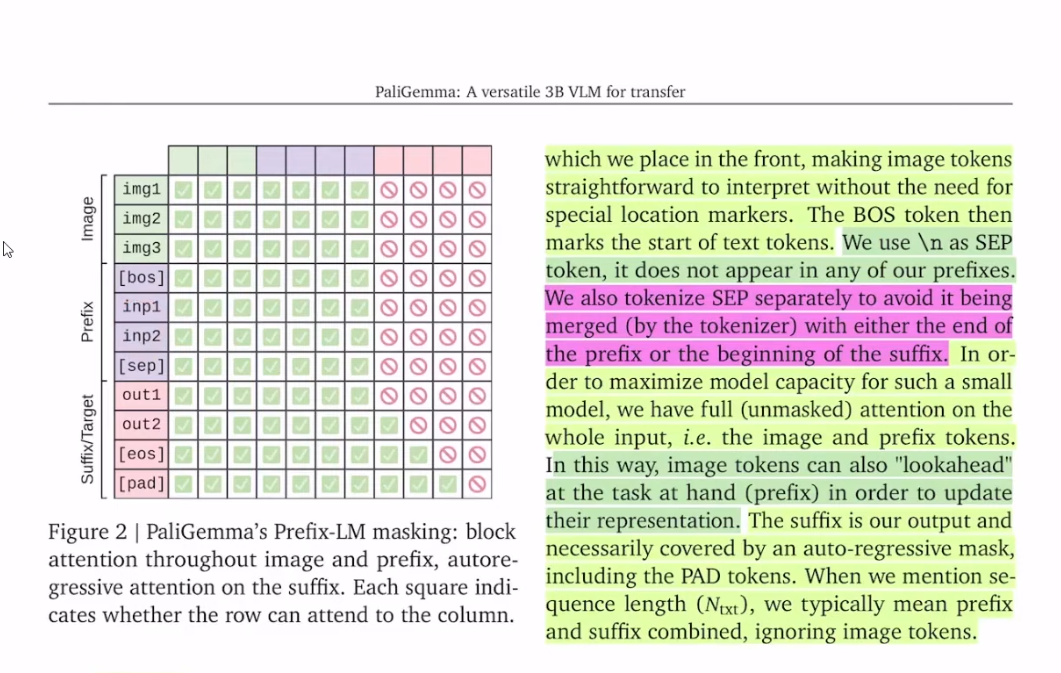 PaliGemma: A versatile 3B VLM for transfer
Image
img1
img2
img3
Prefix
[bos]
inp1
inp2
[sep]
Suffix/Target
out1
out2
[eos]
[pad]
Figure 2 | PaliGemma's Prefix-LM masking: block
attention throughout image and prefix, autore-
gressive attention on the suffix. Each square indi-
cates whether the row can attend to the column.
which we place in the front, making image tokens
straightforward to interpret without the need for
special location markers. The BOS token then
marks the start of text tokens. We use \n as SEP
token, it does not appear in any of our prefixes.
We also tokenize SEP separately to avoid it being
merged (by the tokenizer) with either the end of
the prefix or the beginning of the suffix. In or-
der to maximize model capacity for such a small
model, we have full (unmasked) attention on the
whole input, i.e. the image and prefix tokens.
In this way, image tokens can also "lookahead"
at the task at hand (prefix) in order to update
their representation. The suffix is our output and
necessarily covered by an auto-regressive mask,
including the PAD tokens. When we mention se-
quence length (Ntxt), we typically mean prefix
and suffix combined, ignoring image tokens.